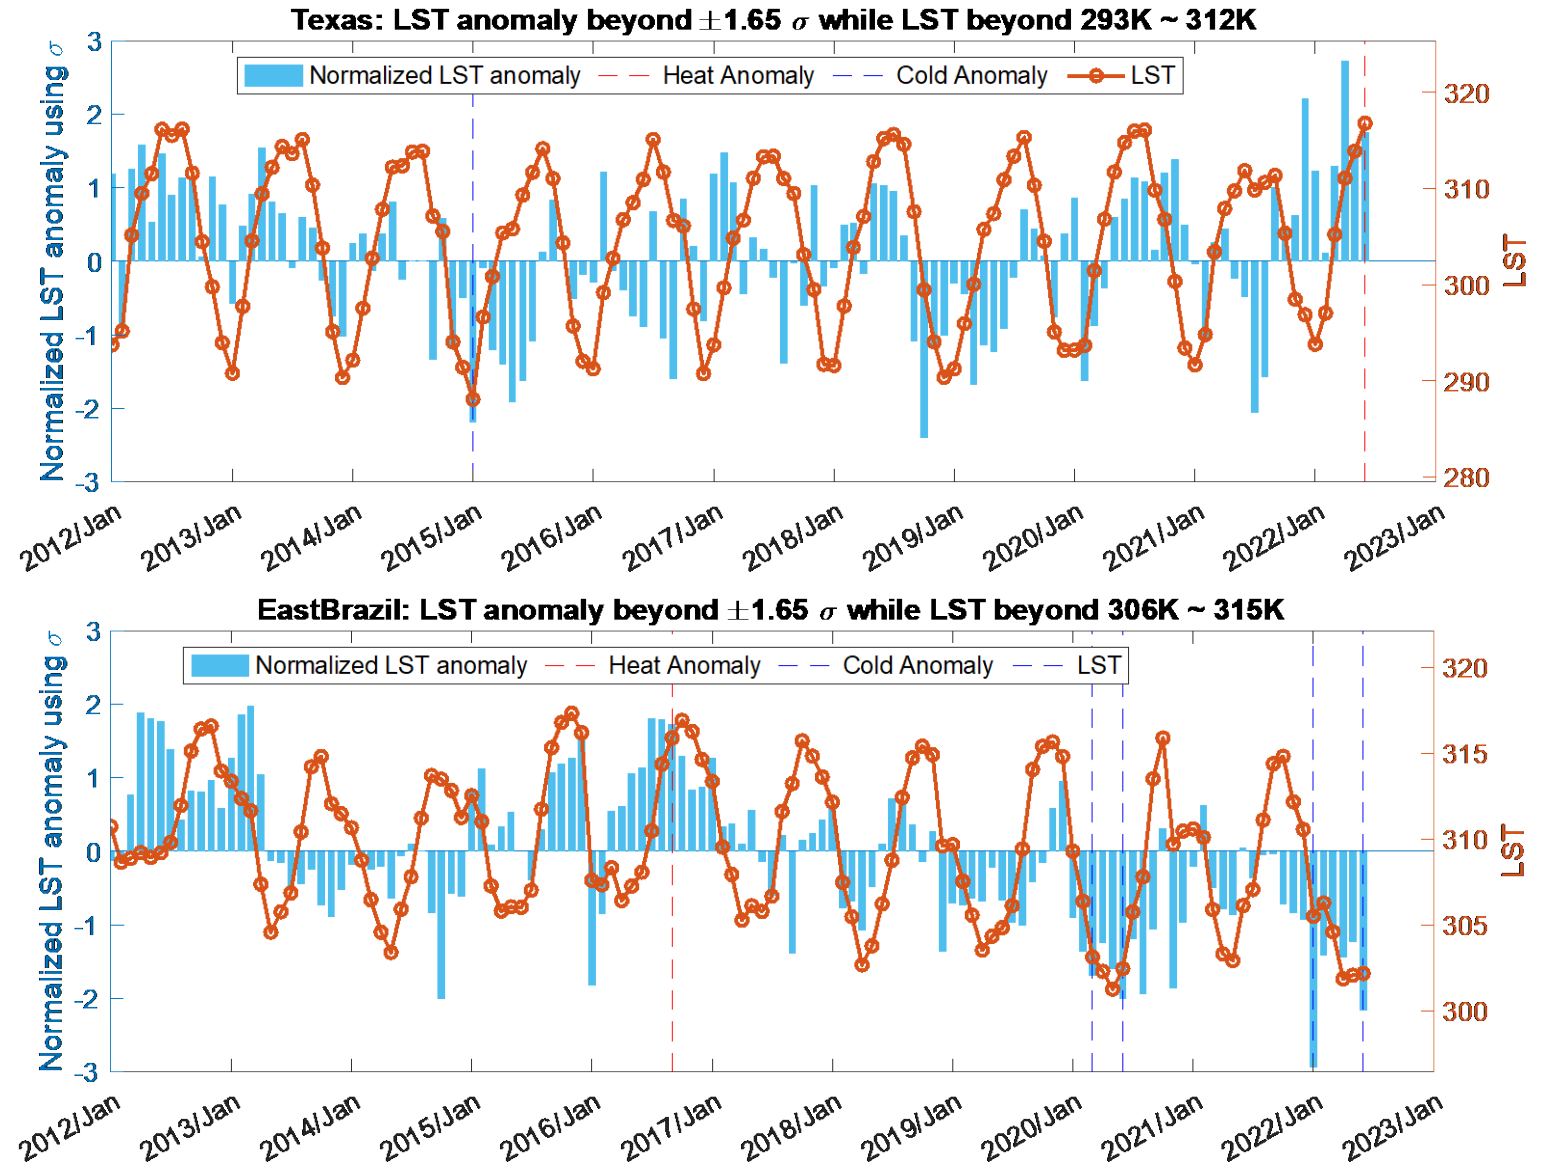 Texas: LST anomaly beyond ±1.65 σ while LST beyond 293K ~ 312K
Normalized LST anomaly
Heat Anomaly
Cold Anomaly
LST
Normalized LST anomaly using σ
3
2
1
0
-1
-2
-3
320
310
300
290
280
LST
2012/Jan
2013/Jan
2014/Jan
2015/Jan
2016/Jan
2017/Jan
2018/Jan
2019/Jan
2020/Jan
2021/Jan
2022/Jan
2023/Jan
EastBrazil: LST anomaly beyond ±1.65 σ while LST beyond 306K ~ 315K
Normalized LST anomaly
Heat Anomaly
Cold Anomaly
LST
Normalized LST anomaly using σ
3
2
1
0
-1
-2
-3
320
315
310
305
300
LST
2012/Jan
2013/Jan
2014/Jan
2015/Jan
2016/Jan
2017/Jan
2018/Jan
2019/Jan
2020/Jan
2021/Jan
2022/Jan
2023/Jan